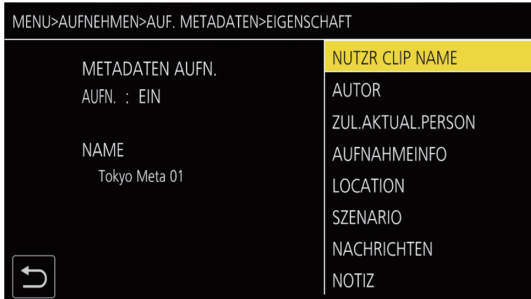 MENU>AUFNEHMEN>AUF. METADATEN>EIGENSCHAFT
METADATEN AUFN.
AUFN. : EIN
NAME
Tokyo Meta 01
NUTZR CLIP NAME
AUTOR
ZUL.AKTUAL.PERSON
AUFNAHMEINFO
LOCATION
SZENARIO
NACHRICHTEN
NOTIZ